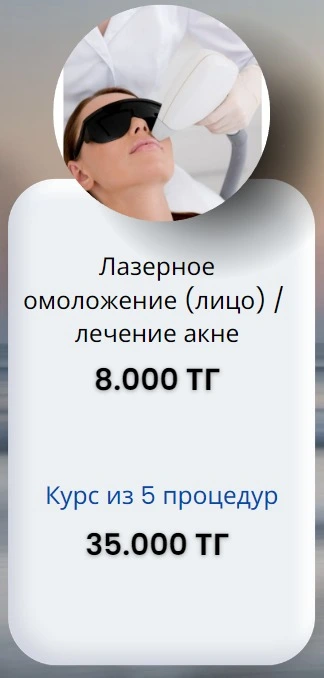 Лазерное
омоложение (лицо) /
лечение акне
8.000 ТГ
Курс из 5 процедур
35.000 ТГ